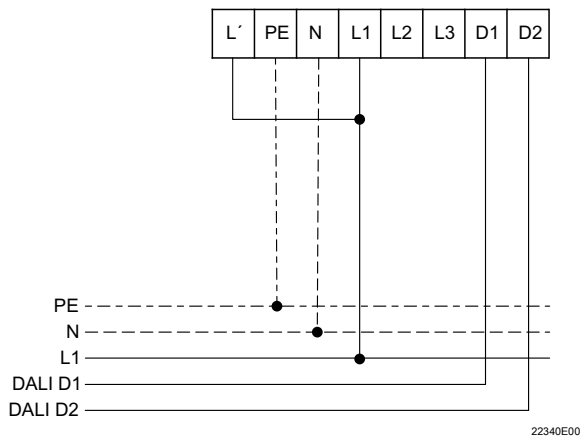 L´ PE N L1 L2 L3 D1 D2
PE
N
L1
DALI D1
DALI D2
22340E00